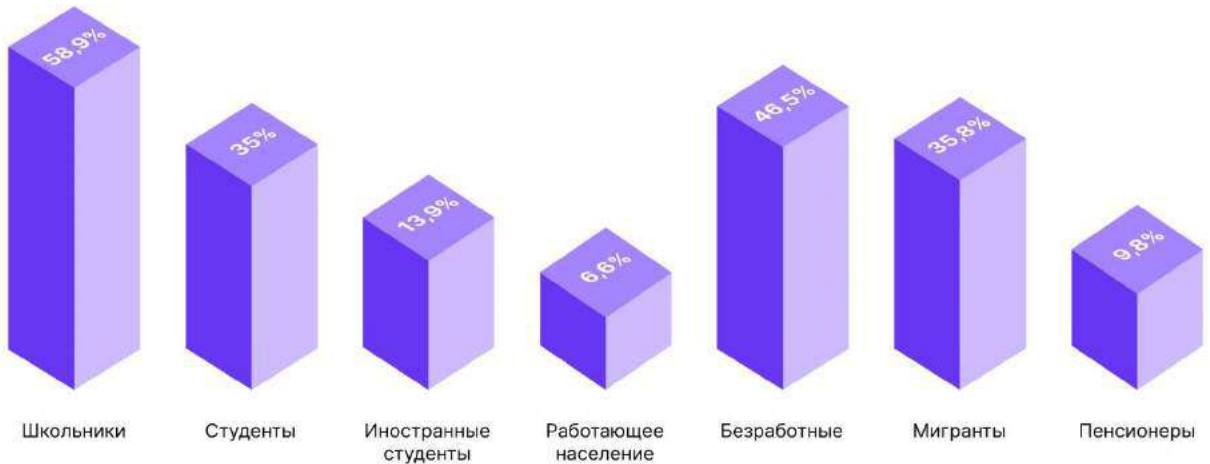 58,9%
35%
13,9%
6,6%
46,5%
35,8%
9,8%
Школьники
Студенты
Иностранные
студенты
Работающее
население
Безработные
Мигранты
Пенсионеры